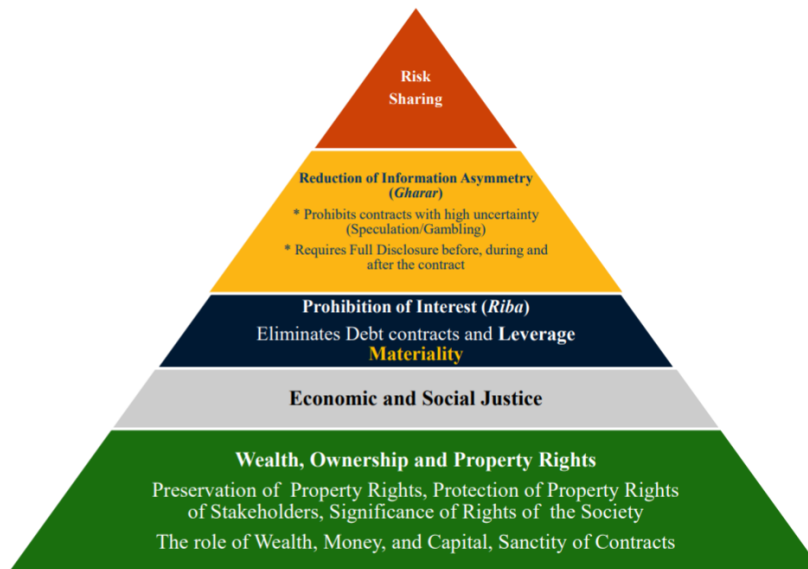 Risk
Sharing
Reduction of Information Asymmetry
(Gharar)
* Prohibits contracts with high uncertainty
(Speculation/Gambling)
* Requires Full Disclosure before, during and
after the contract
Prohibition of Interest (Riba)
Eliminates Debt contracts and Leverage
Materiality
Economic and Social Justice
Wealth, Ownership and Property Rights
Preservation of Property Rights, Protection of Property Rights
of Stakeholders, Significance of Rights of the Society
The role of Wealth, Money, and Capital, Sanctity of Contracts